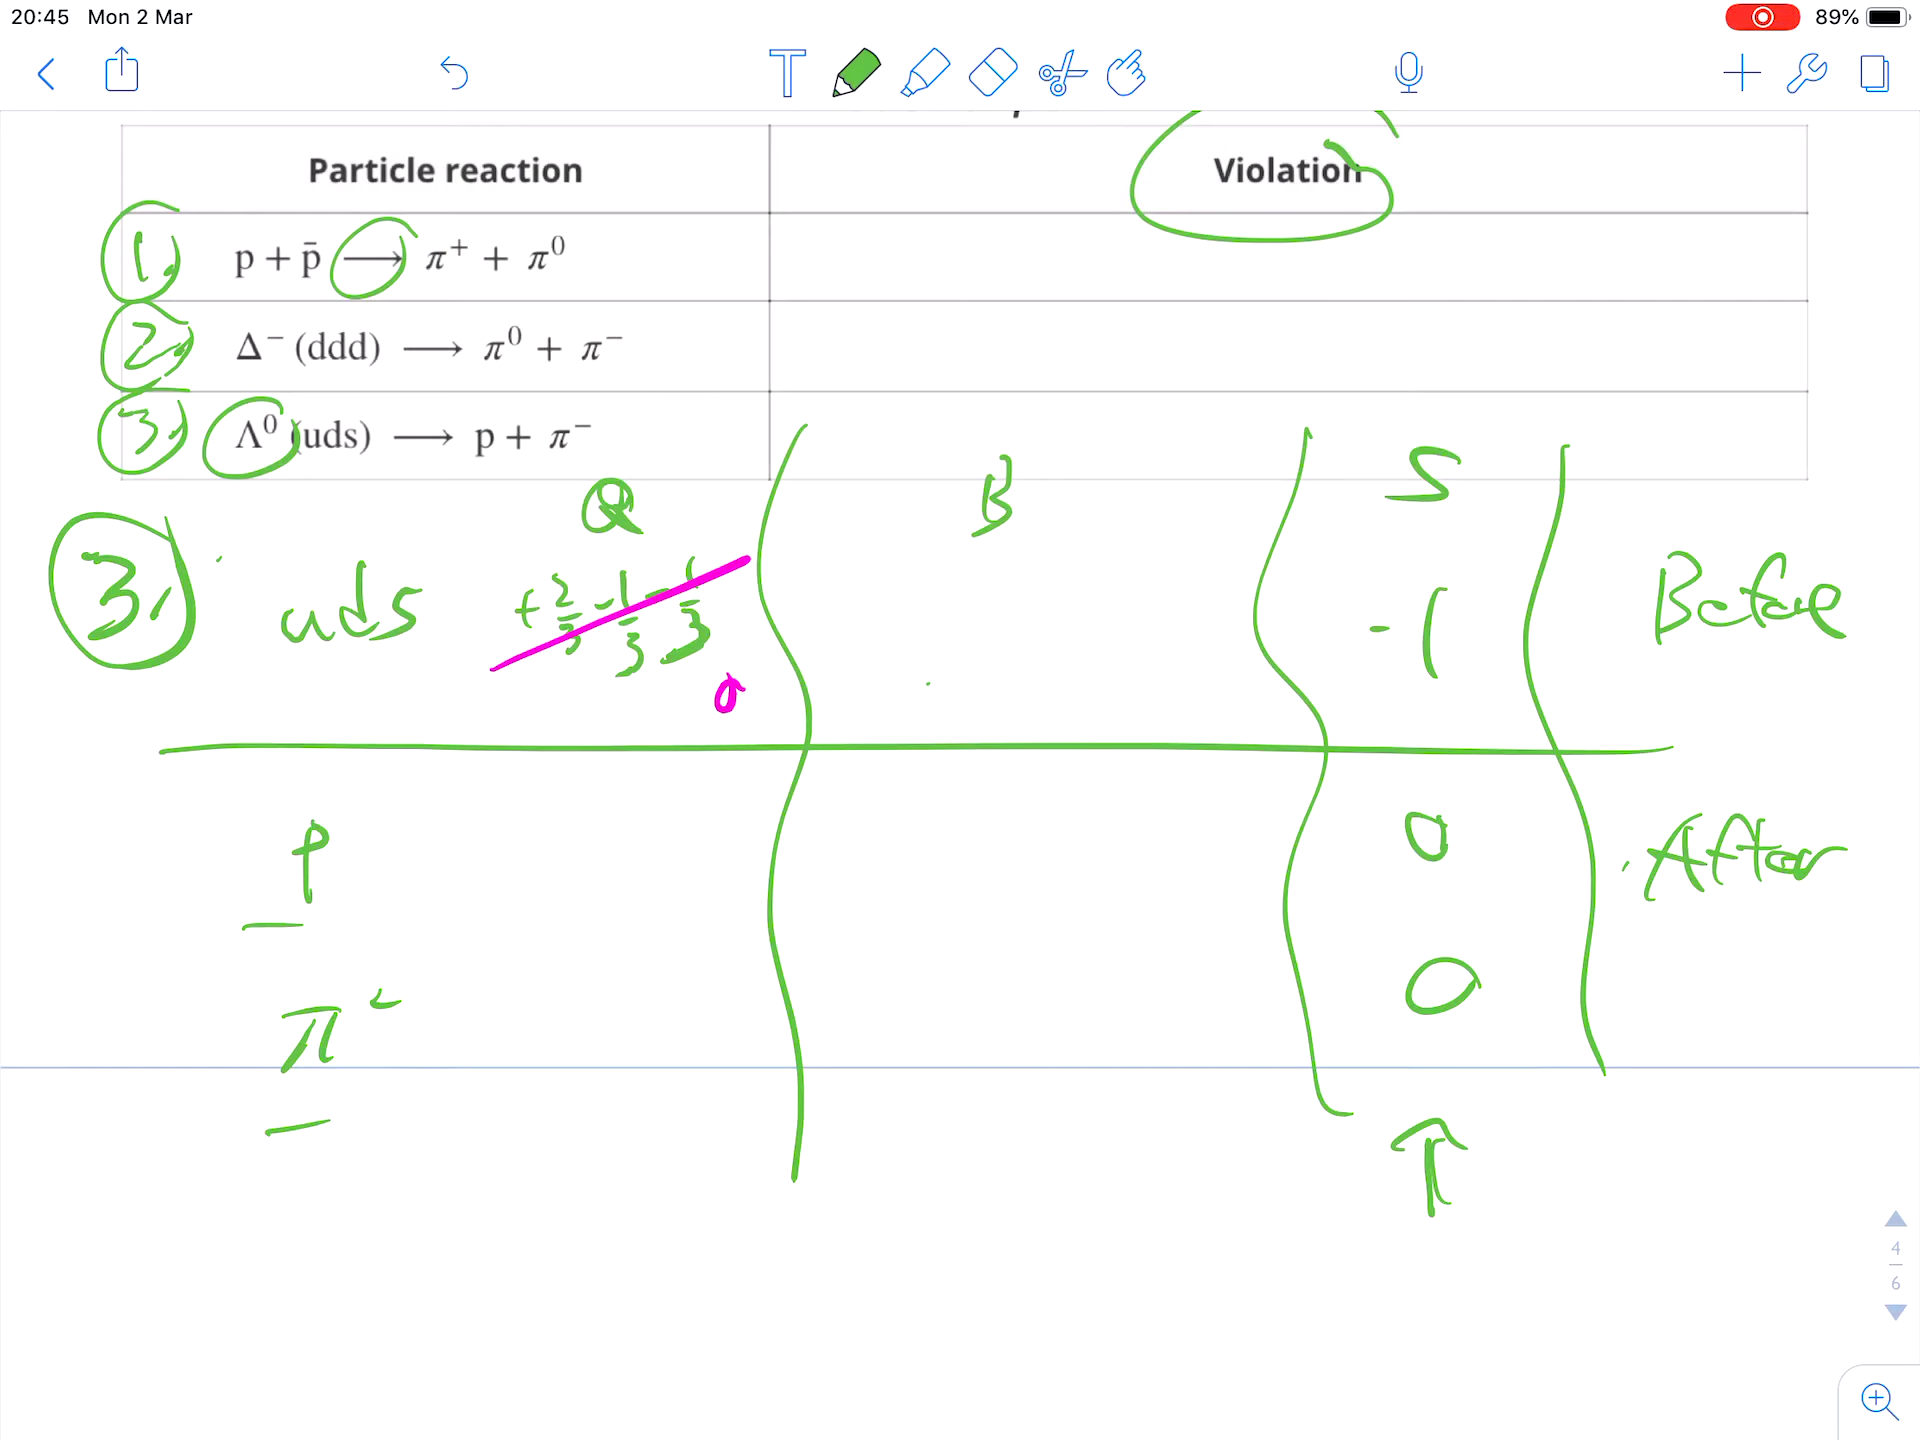 20:45 Mon 2 Mar 89%
T
Particle reaction Violation
1. p + p̄ ⟶ π⁺ + π⁰
2. Δ⁻ (ddd) ⟶ π⁰ + π⁻
3. Λ⁰ (uds) ⟶ p + π⁻
Q B S
3. uds +2/3 -1/3 -1/3 -1 Before
0
p 0 After
π⁻ 0
↑
4
6